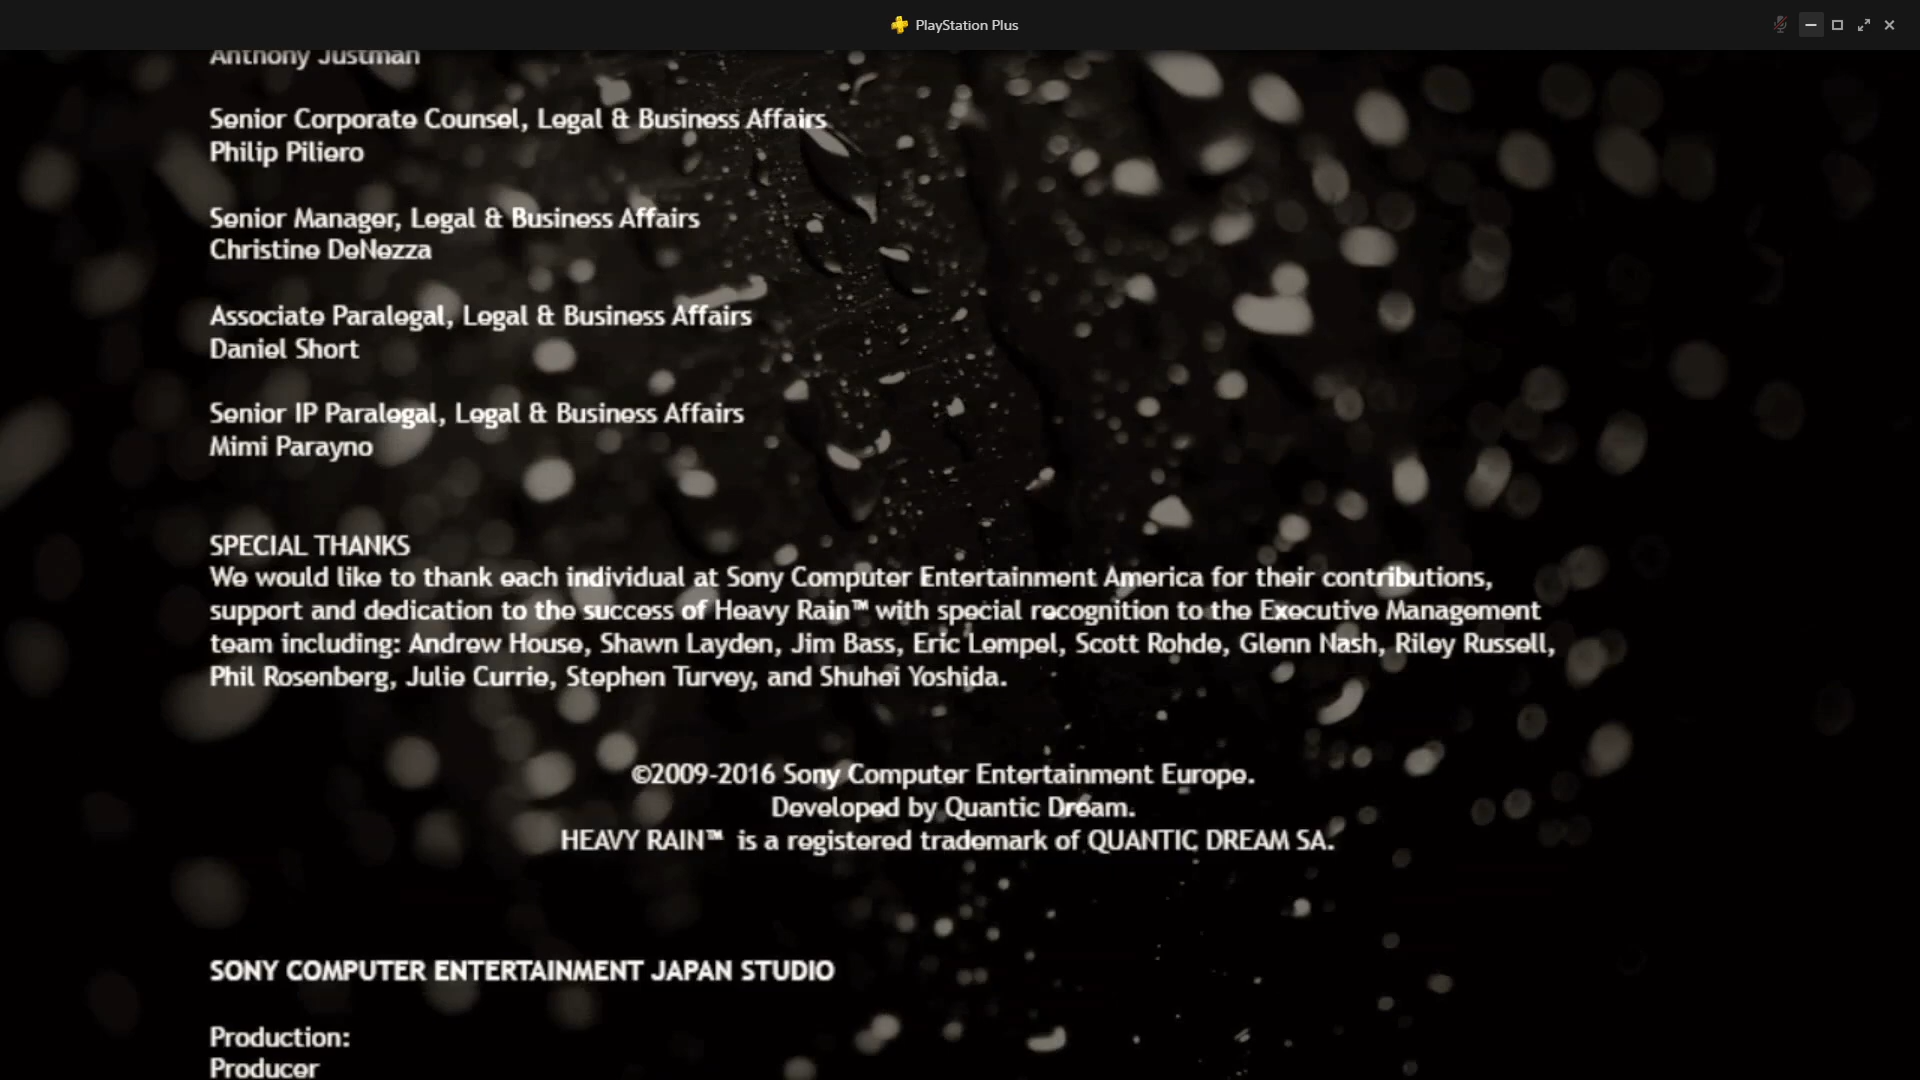 PlayStation Plus
Anthony Justman
Senior Corporate Counsel, Legal & Business Affairs
Philip Piliero
Senior Manager, Legal & Business Affairs
Christine DeNezza
Associate Paralegal, Legal & Business Affairs
Daniel Short
Senior IP Paralegal, Legal & Business Affairs
Mimi Parayno
SPECIAL THANKS
We would like to thank each individual at Sony Computer Entertainment America for their contributions,
support and dedication to the success of Heavy Rain™ with special recognition to the Executive Management
team including: Andrew House, Shawn Layden, Jim Bass, Eric Lempel, Scott Rohde, Glenn Nash, Riley Russell,
Phil Rosenberg, Julie Currie, Stephen Turvey, and Shuhei Yoshida.
©2009-2016 Sony Computer Entertainment Europe.
Developed by Quantic Dream.
HEAVY RAIN™ is a registered trademark of QUANTIC DREAM SA.
SONY COMPUTER ENTERTAINMENT JAPAN STUDIO
Production:
Producer